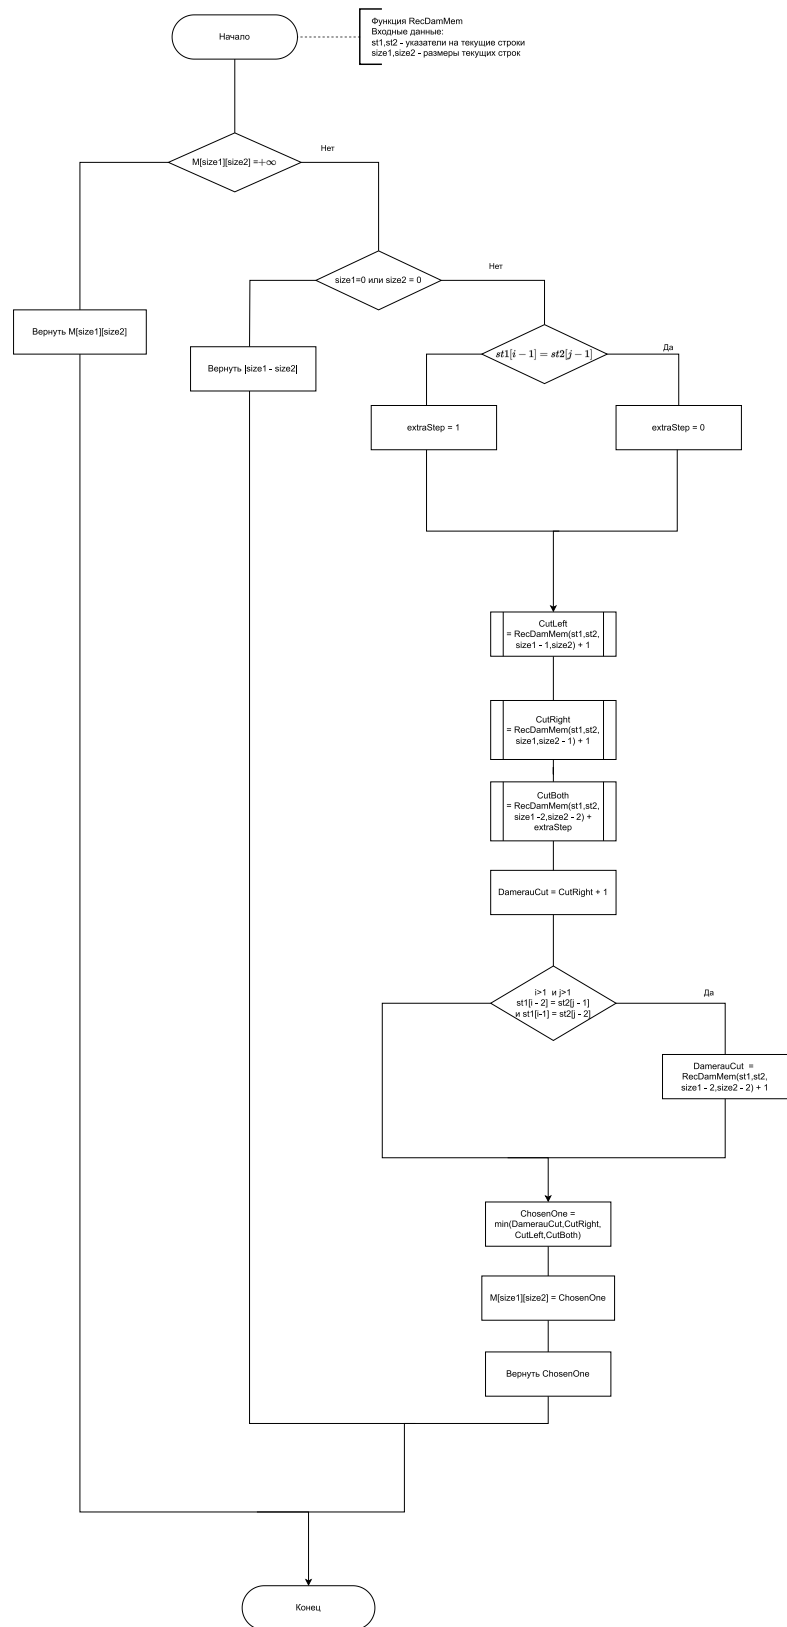 Начало
Функция RecDamMem
Входные данные:
st1,st2 - указатели на текущие строки
size1,size2 - размеры текущих строк
M[size1][size2] =+∞
Нет
size1=0 или size2 = 0
Нет
Вернуть M[size1][size2]
Вернуть |size1 - size2|
st1[i − 1] = st2[j − 1]
Да
extraStep = 1
extraStep = 0
CutLeft
= RecDamMem(st1,st2,
size1 - 1,size2) + 1
CutRight
= RecDamMem(st1,st2,
size1,size2 - 1) + 1
CutBoth
= RecDamMem(st1,st2,
size1 -2,size2 - 2) +
extraStep
DamerauCut = CutRight + 1
i>1 и j>1
st1[i - 2] = st2[j - 1]
и st1[i-1] = st2[j - 2]
Да
DamerauCut =
RecDamMem(st1,st2,
size1 - 2,size2 - 2) + 1
ChosenOne =
min(DamerauCut,CutRight,
CutLeft,CutBoth)
M[size1][size2] = ChosenOne
Вернуть ChosenOne
Конец